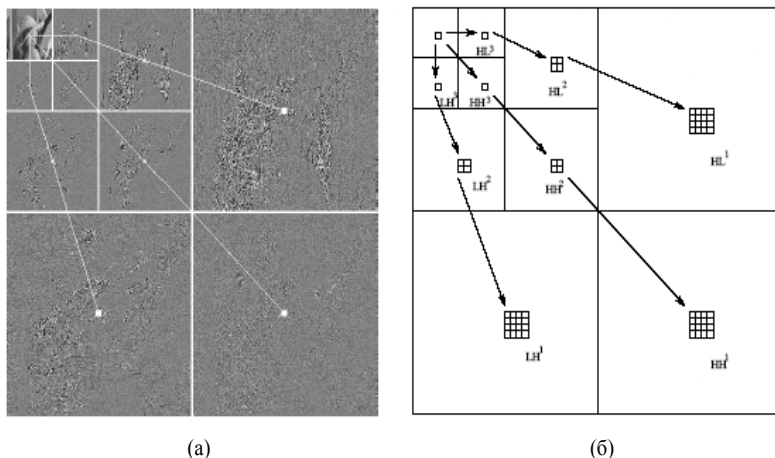 HL³
HL²
LH³ HH³
HL¹
LH² HH²
LH¹ HH¹
(а) (б)